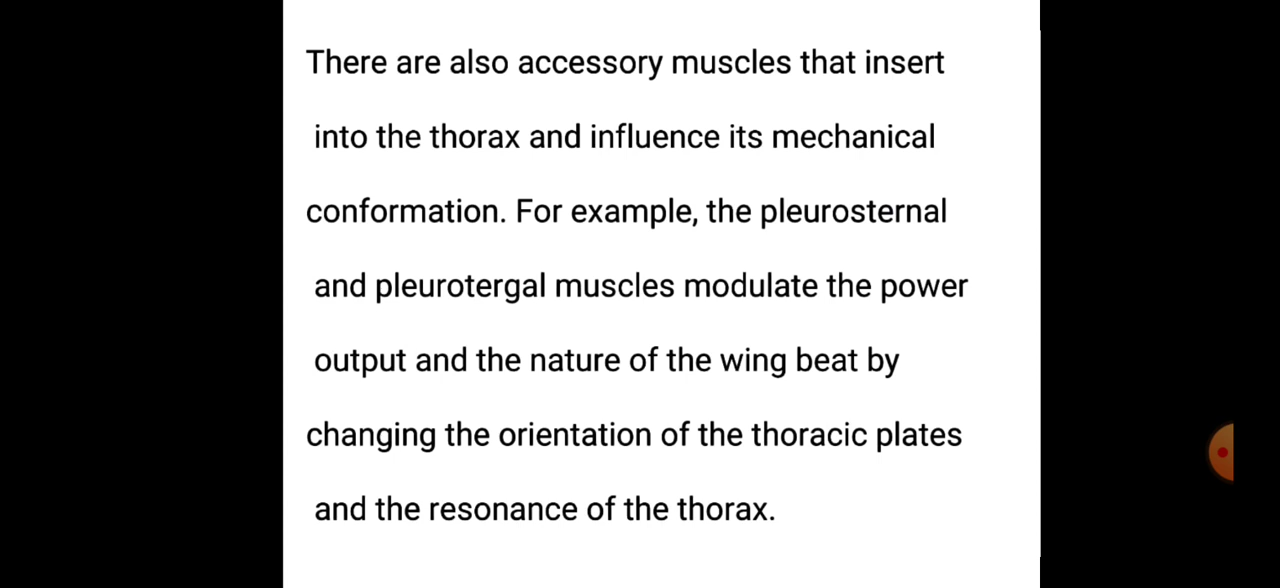 There are also accessory muscles that insert
into the thorax and influence its mechanical
conformation. For example, the pleurosternal
and pleurotergal muscles modulate the power
output and the nature of the wing beat by
changing the orientation of the thoracic plates
and the resonance of the thorax.